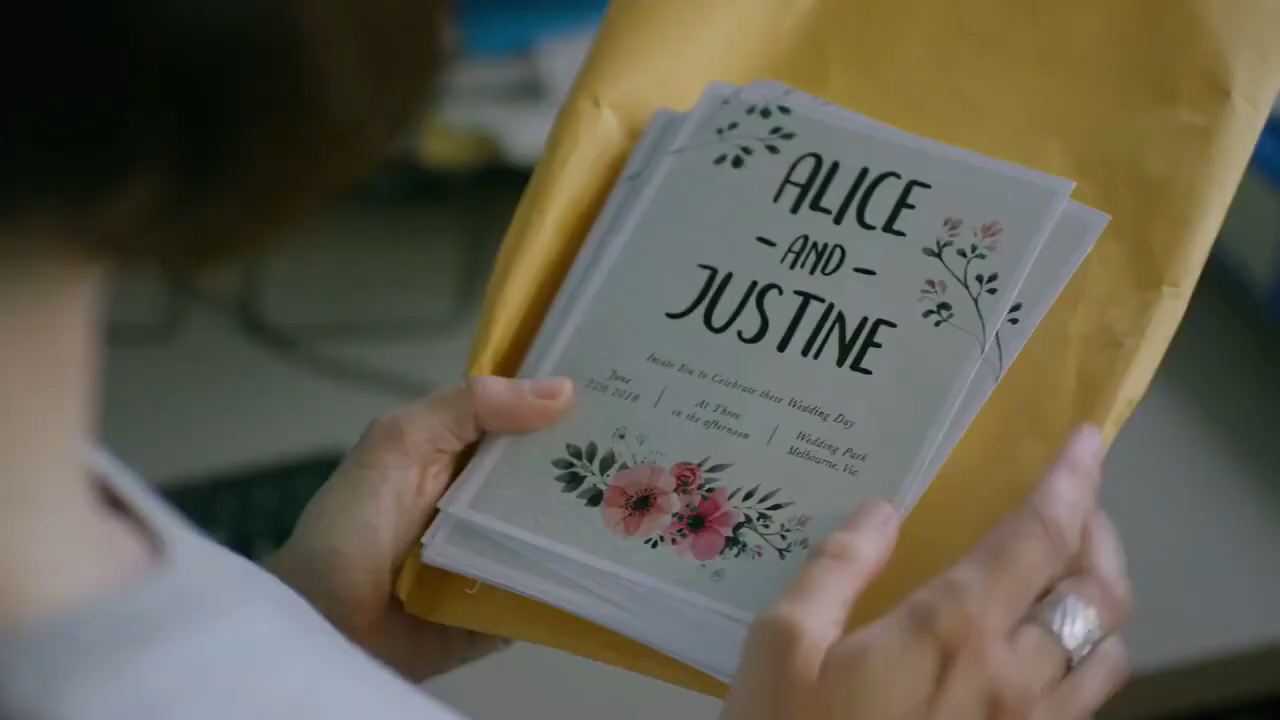 ALICE
- AND -
JUSTINE
Invite You to Celebrate these Wedding Day
June
At Three
in the afternoon
Wedding Park
Melbourne, Vic.